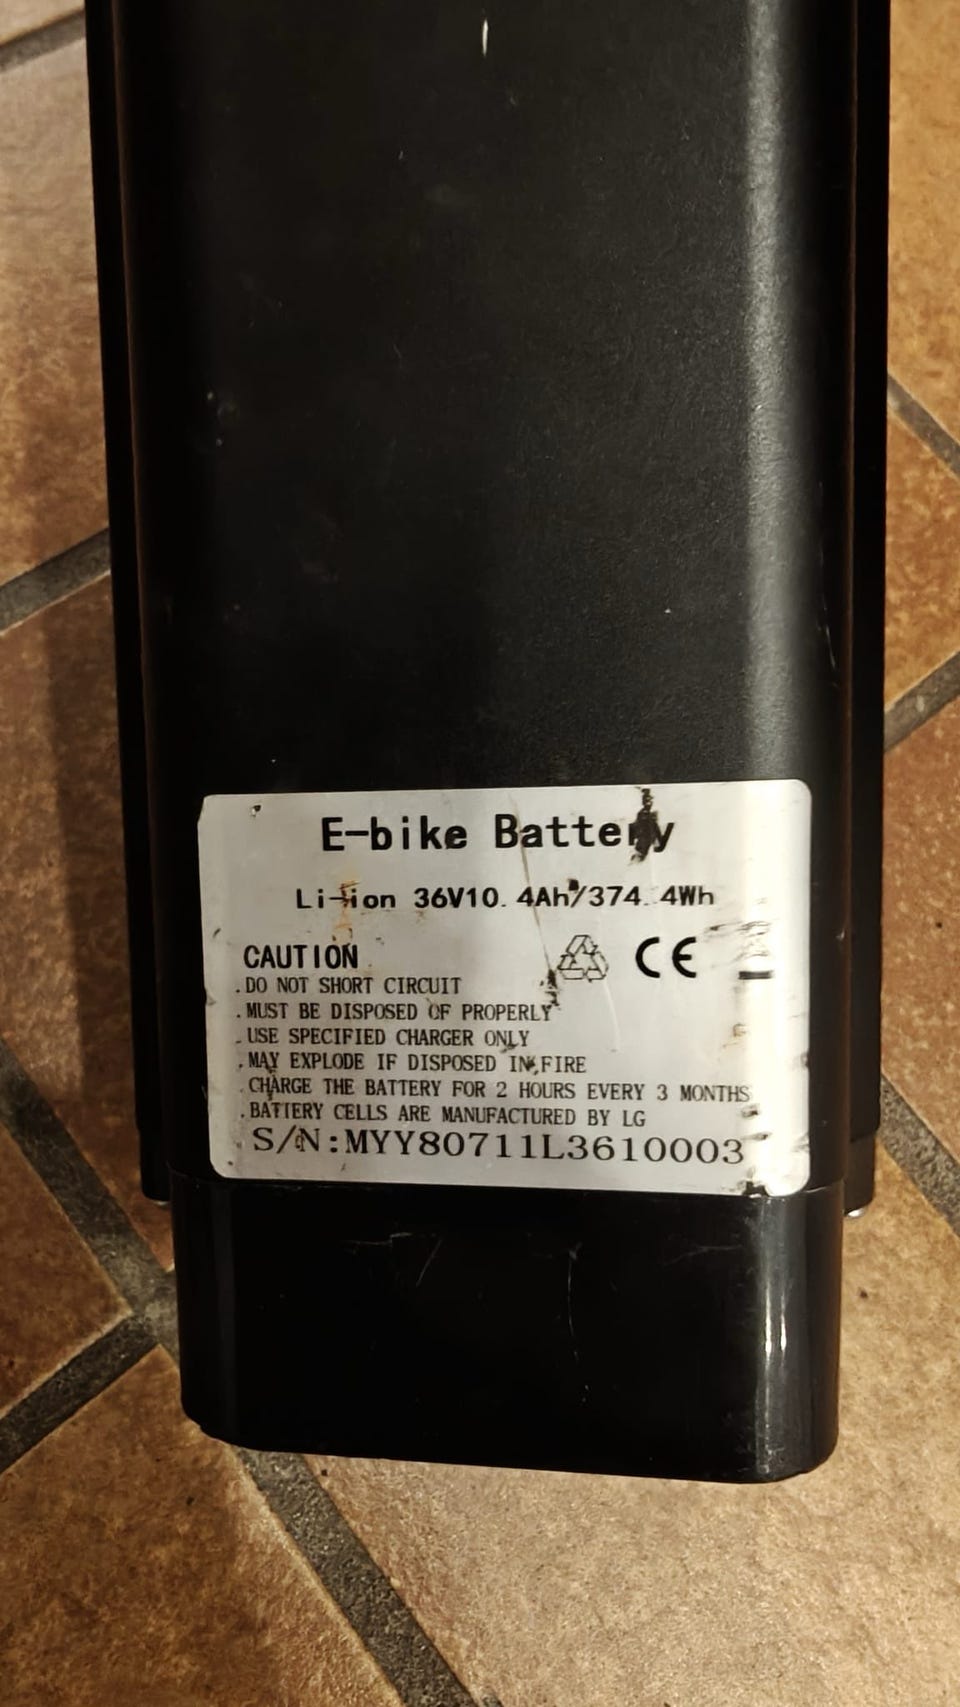 E-bike Battery
Li-ion 36V10.4Ah/374.4Wh
CAUTION CE
.DO NOT SHORT CIRCUIT
.MUST BE DISPOSED OF PROPERLY
.USE SPECIFIED CHARGER ONLY
.MAY EXPLODE IF DISPOSED IN FIRE
.CHARGE THE BATTERY FOR 2 HOURS EVERY 3 MONTHS
.BATTERY CELLS ARE MANUFACTURED BY LG
S/N:MYY80711L3610003